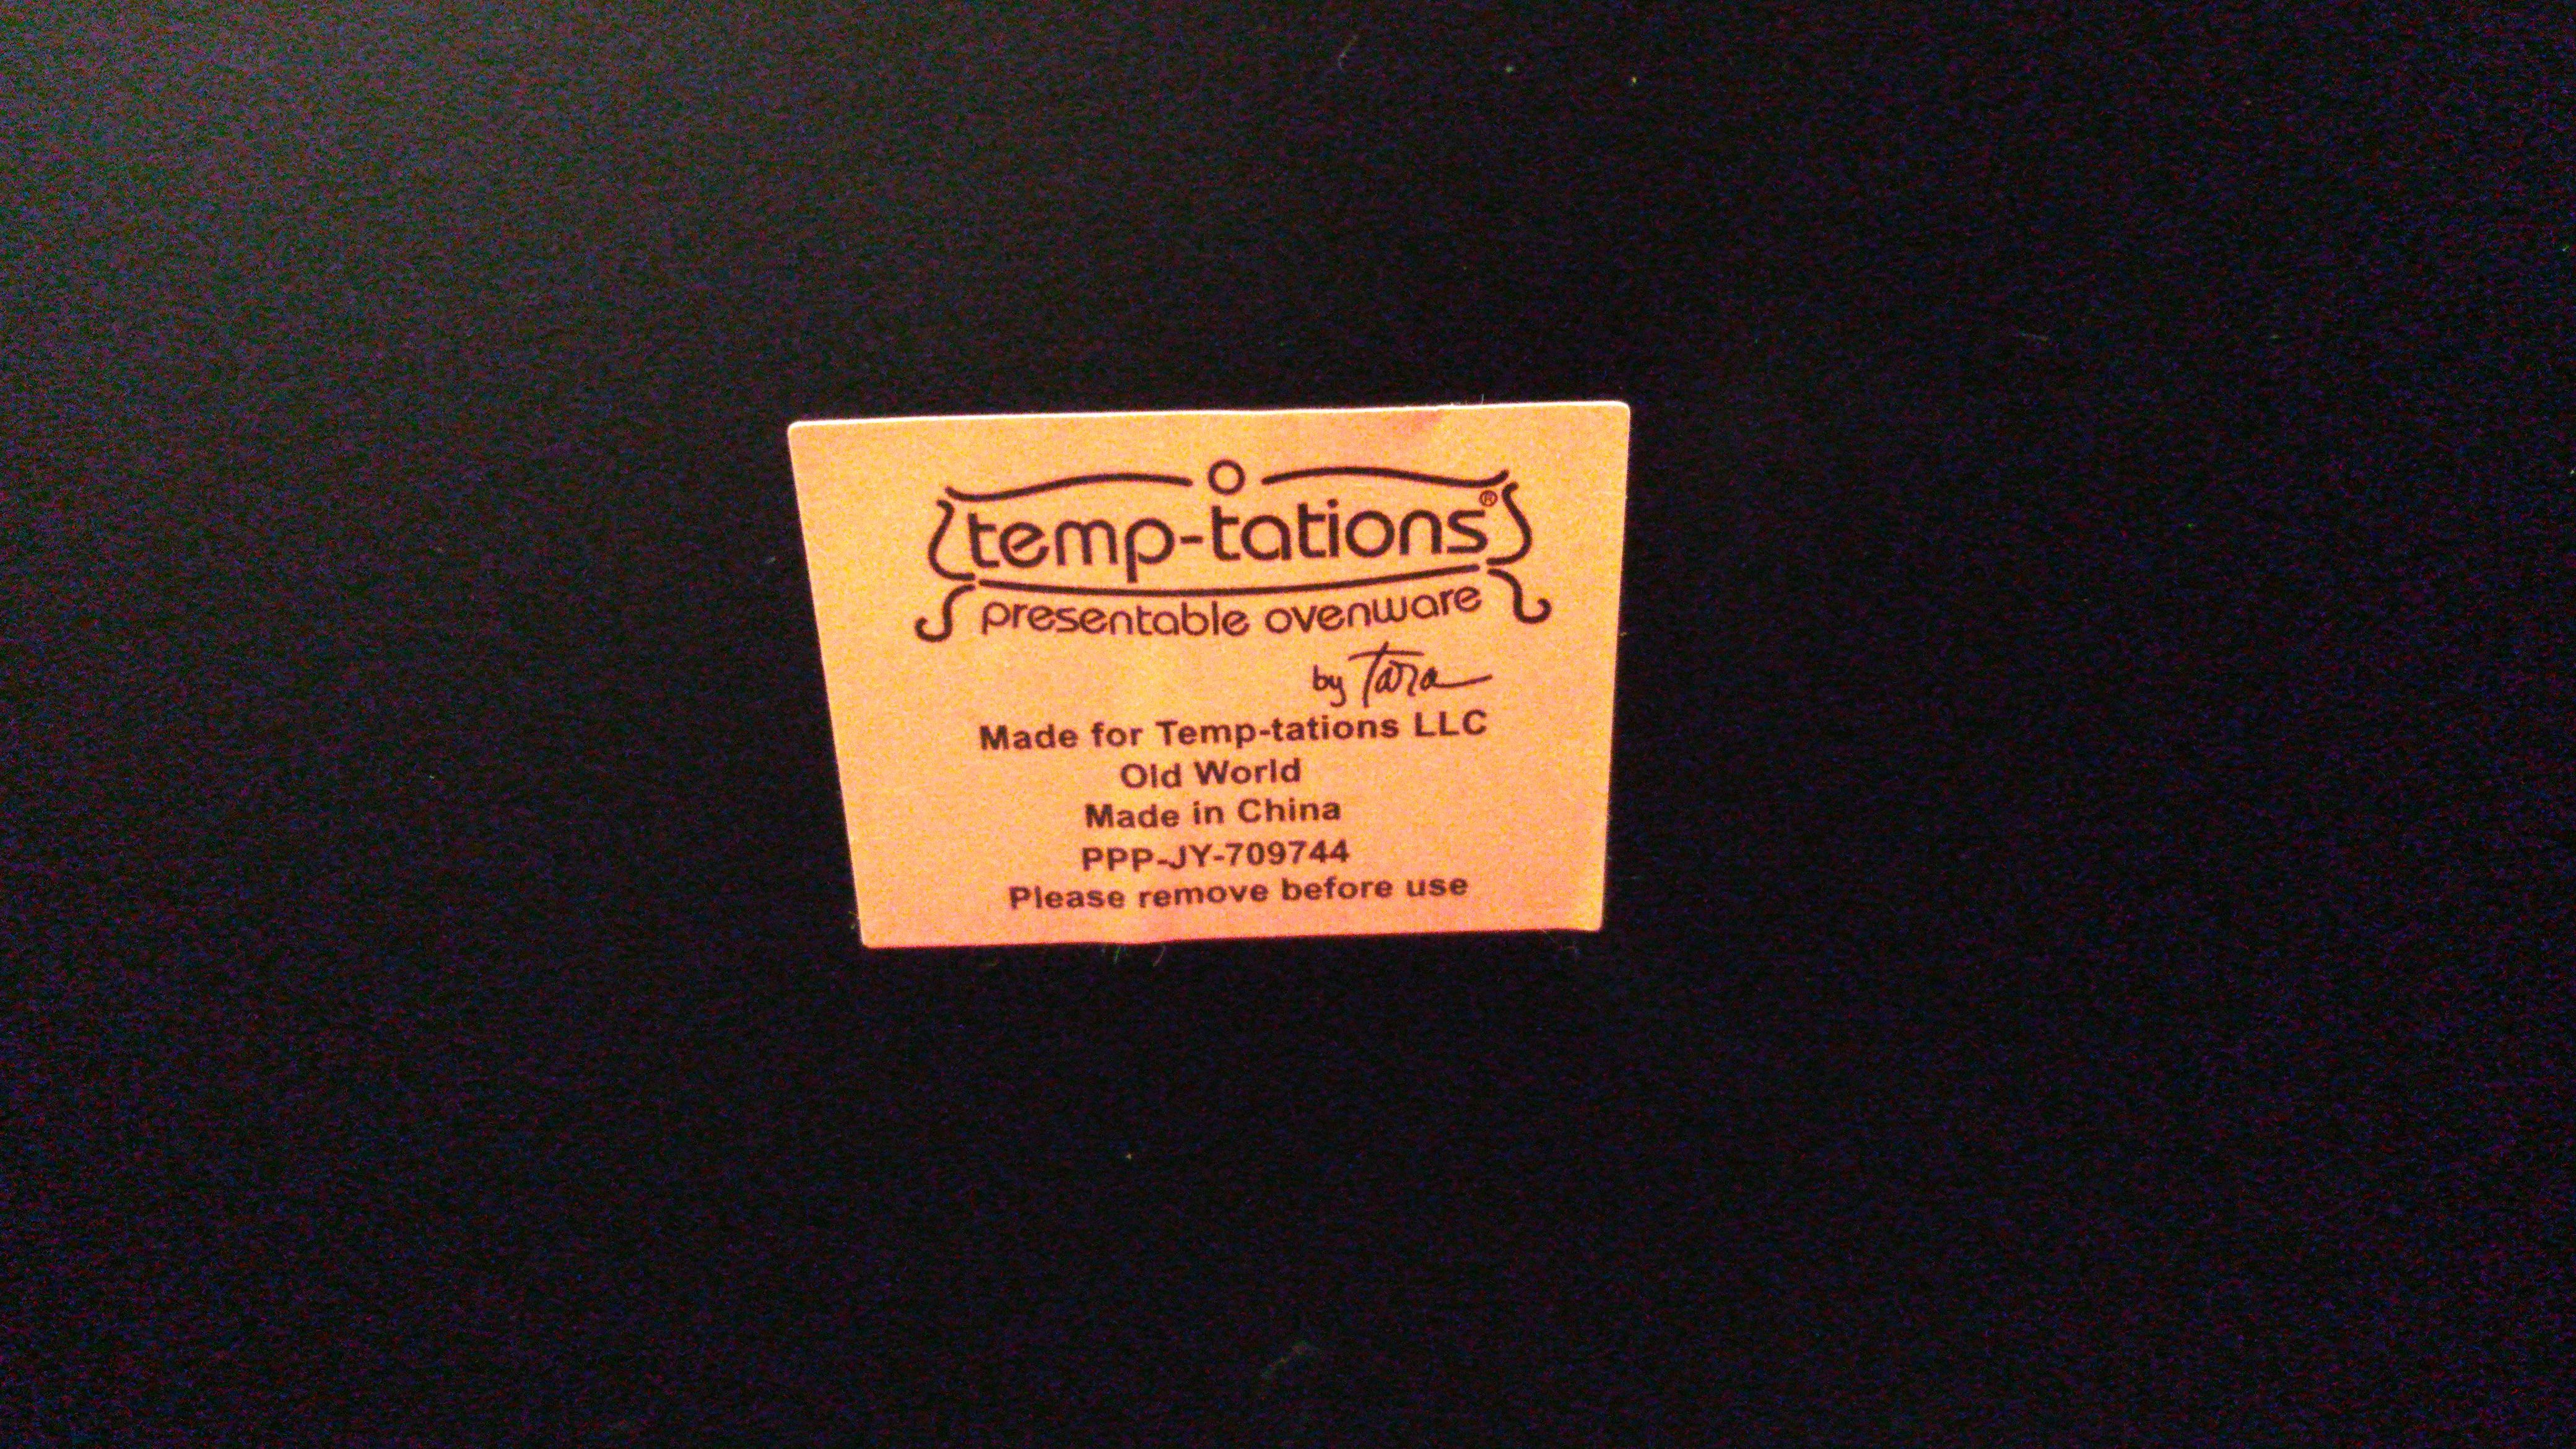 temp-tations®
presentable ovenware
by Tara
Made for Temp-tations LLC
Old World
Made in China
PPP-JY-709744
Please remove before use